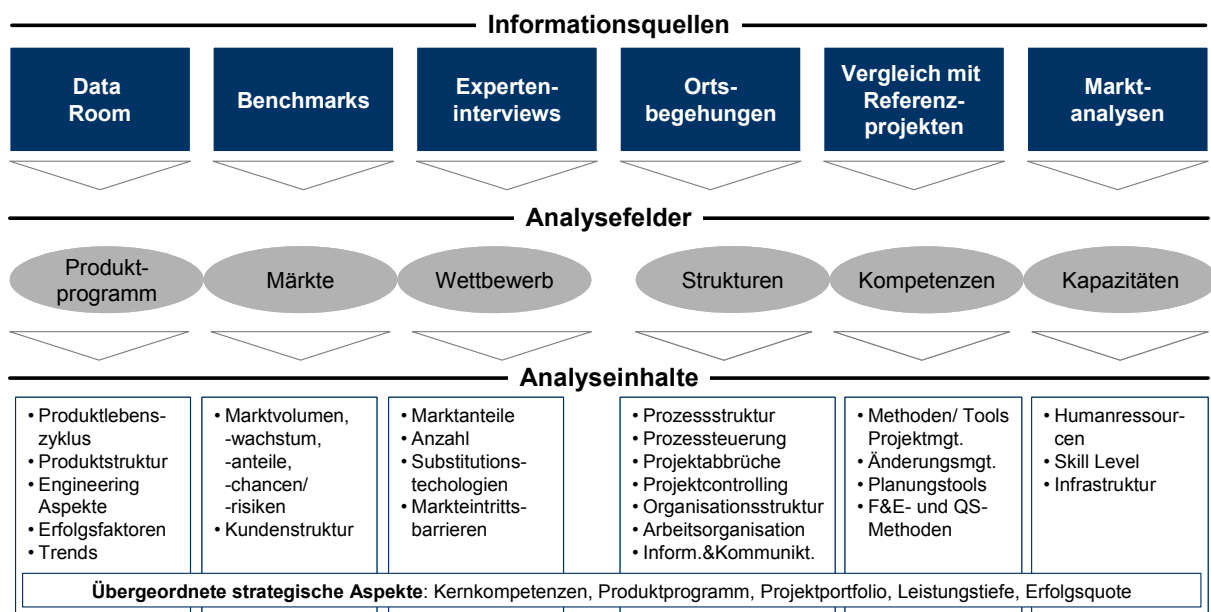 Informationsquellen
Data
Room
Benchmarks
Experten-
interviews
Orts-
begehungen
Vergleich mit
Referenz-
projekten
Markt-
analysen
Analysefelder
Produkt-
programm
Märkte
Wettbewerb
Strukturen
Kompetenzen
Kapazitäten
Analyseinhalte
• Produktlebens-
zyklus
• Produktstruktur
• Engineering
Aspekte
• Erfolgsfaktoren
• Trends
• Marktvolumen,
-wachstum,
-anteile,
-chancen/
-risiken
• Kundenstruktur
• Marktanteile
• Anzahl
• Substitutions-
techologien
• Markteintritts-
barrieren
• Prozessstruktur
• Prozessteuerung
• Projektabbrüche
• Projektcontrolling
• Organisationsstruktur
• Arbeitsorganisation
• Inform.&Kommunikt.
• Methoden/ Tools
Projektmgt.
• Änderungsmgt.
• Planungstools
• F&E- und QS-
Methoden
• Humanressour-
cen
• Skill Level
• Infrastruktur
Übergeordnete strategische Aspekte: Kernkompetenzen, Produktprogramm, Projektportfolio, Leistungstiefe, Erfolgsquote